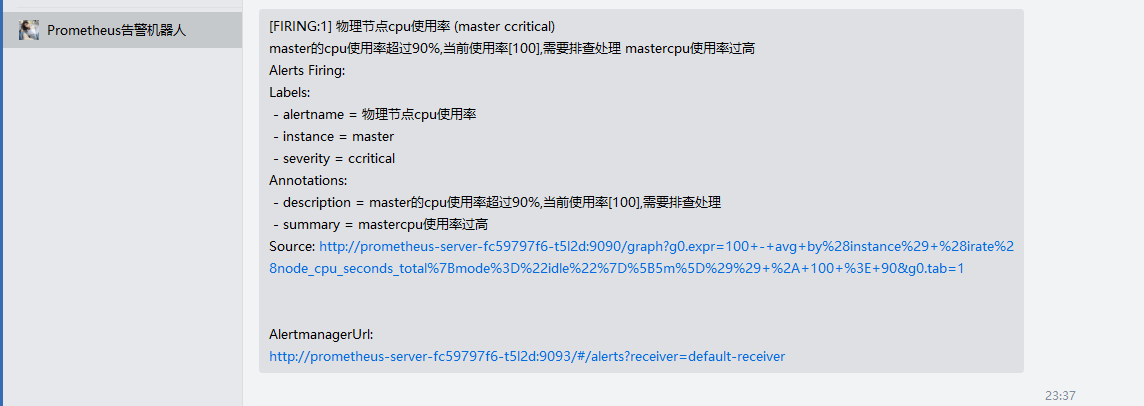 Prometheus告警机器人
[FIRING:1] 物理节点cpu使用率 (master ccritical)
master的cpu使用率超过90%,当前使用率[100],需要排查处理 mastercpu使用率过高
Alerts Firing:
Labels:
- alertname = 物理节点cpu使用率
- instance = master
- severity = ccritical
Annotations:
- description = master的cpu使用率超过90%,当前使用率[100],需要排查处理
- summary = mastercpu使用率过高
Source: http://prometheus-server-fc59797f6-t5l2d:9090/graph?g0.expr=100+-+avg+by%28instance%29+%28irate%2
8node_cpu_seconds_total%7Bmode%3D%22idle%22%7D%5B5m%5D%29%29+%2A+100+%3E+90&g0.tab=1
AlertmanagerUrl:
http://prometheus-server-fc59797f6-t5l2d:9093/#/alerts?receiver=default-receiver
23:37